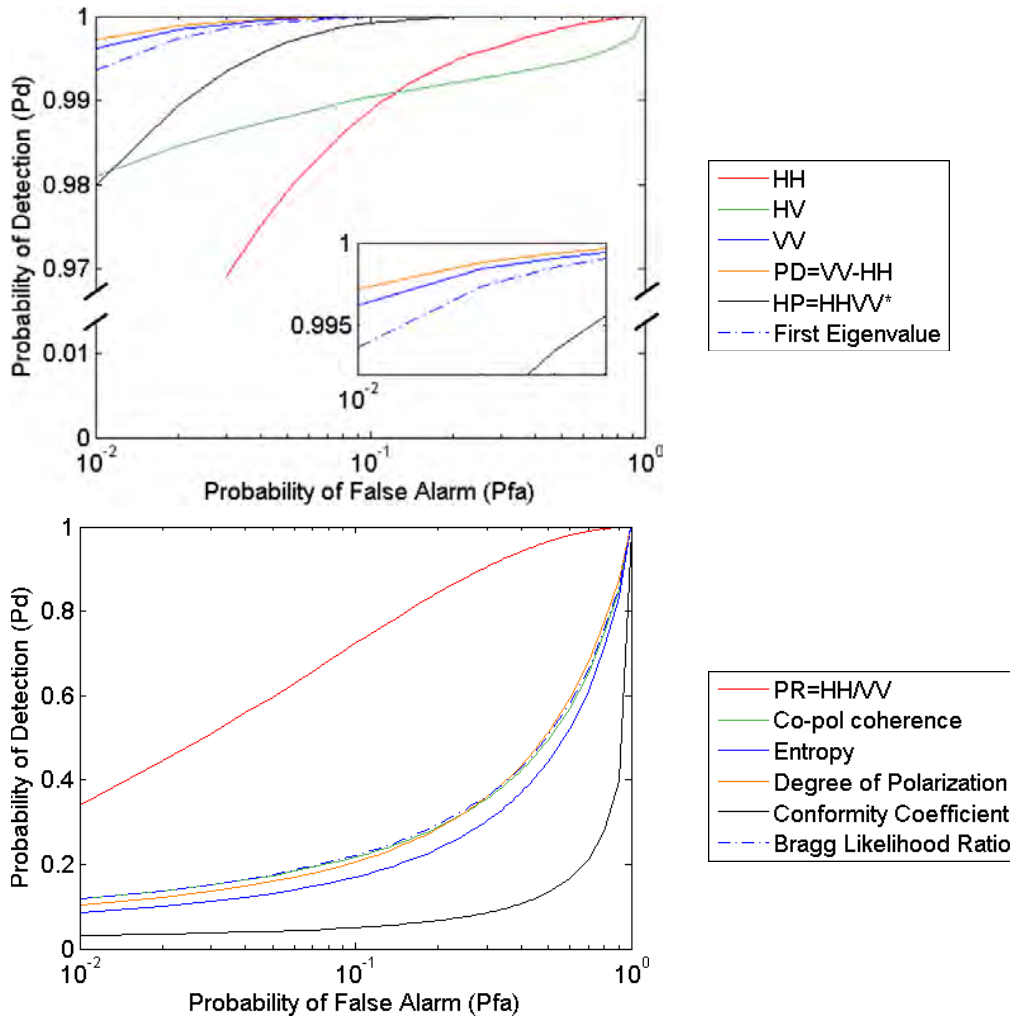 1
0.99
0.98
0.97
0.01
0
Probability of Detection (Pd)
1
0.995
10-2
10-2
10-1
100
Probability of False Alarm (Pfa)
HH
HV
VV
PD=VV-HH
HP=HHVV*
First Eigenvalue
1
0.8
0.6
0.4
0.2
0
Probability of Detection (Pd)
10-2
10-1
100
Probability of False Alarm (Pfa)
PR=HH/VV
Co-pol coherence
Entropy
Degree of Polarization
Conformity Coefficient
Bragg Likelihood Ratio